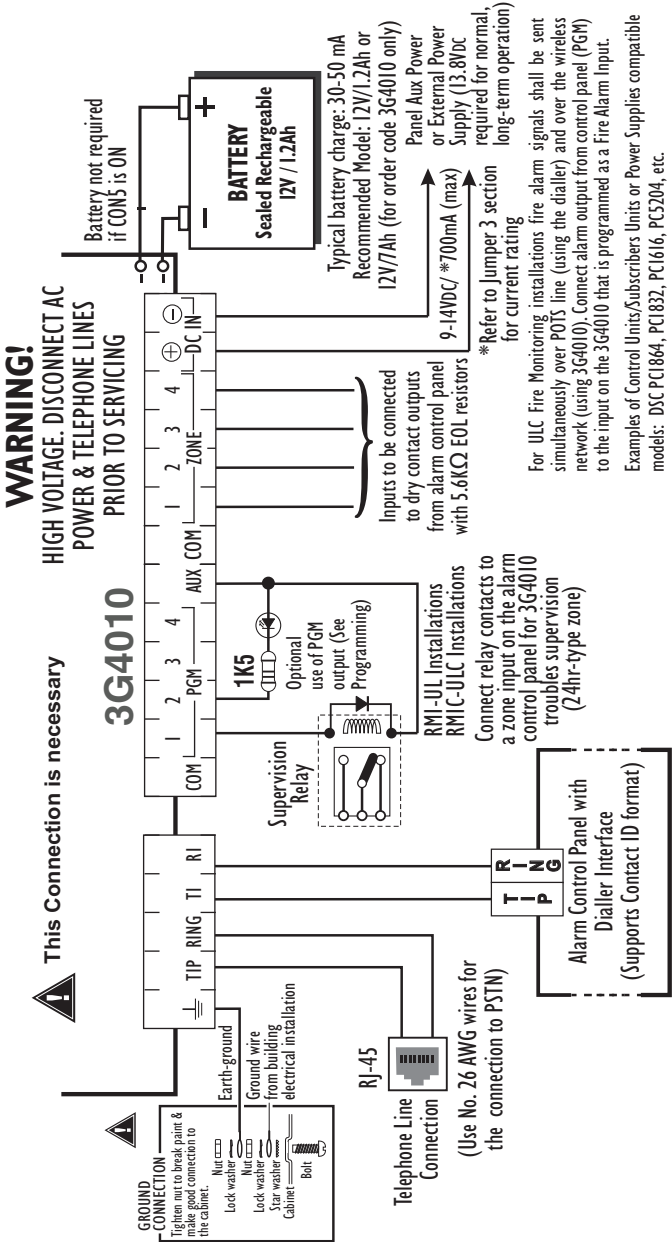 WARNING!
HIGH VOLTAGE. DISCONNECT AC
POWER & TELEPHONE LINES
PRIOR TO SERVICING
This Connection is necessary
3G4010
GROUND
CONNECTION
Tighten nut to break paint &
make good connection to
the cabinet.
Nut
Lock washer
Nut
Lock washer
Star washer
Cabinet
Bolt
Earth-ground
Ground wire
from building
electrical installation
TIP RING T1 R1
COM 1 2 3 4 AUX COM 1 2 3 4 + −
PGM
ZONE
DC IN
RJ-45
Telephone Line
Connection
(Use No. 26 AWG wires for
the connection to PSTN)
TIP
RING
Alarm Control Panel with
Dialler Interface
(Supports Contact ID format)
Supervision
Relay
1K5
Optional
use of PGM
output (See
Programming)
RM1-UL Installations
RM1C-ULC Installations
Connect relay contacts to
a zone input on the alarm
control panel for 3G4010
troubles supervision
(24hr-type zone)
Inputs to be connected
to dry contact outputs
from alarm control panel
with 5.6KΩ EOL resistors
Battery not required
if CON5 is ON
− +
BATTERY
Sealed Rechargeable
12V / 1.2Ah
Typical battery charge: 30-50 mA
Recommended Model: 12V/1.2Ah or
12V/7Ah (for order code 3G4010 only)
Panel Aux Power
or External Power
Supply (13.8VDC
required for normal,
long-term operation)
9-14VDC/ *700mA (max)
*Refer to Jumper 3 section
for current rating
For ULC Fire Monitoring installations fire alarm signals shall be sent
simultaneously over POTS line (using the dialler) and over the wireless
network (using 3G4010). Connect alarm output from control panel (PGM)
to the input on the 3G4010 that is programmed as a Fire Alarm Input.
Examples of Control Units/Subscribers Units or Power Supplies compatible
models: DSC PC1864, PC1832, PC1616, PC5204, etc.